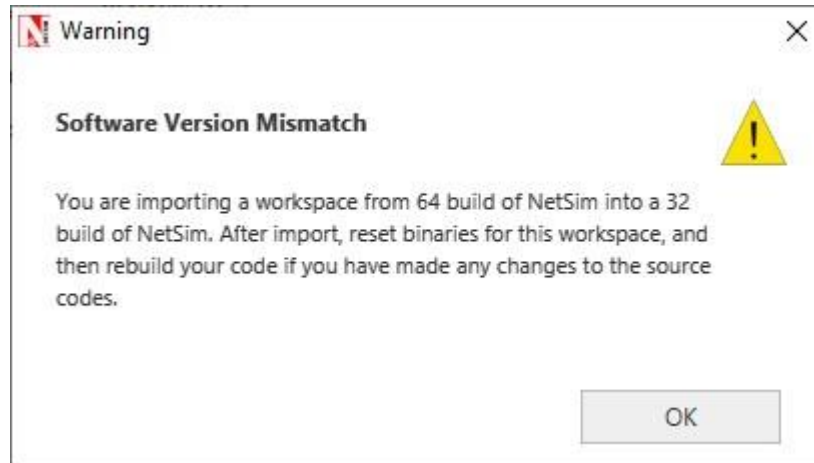 Warning
Software Version Mismatch
You are importing a workspace from 64 build of NetSim into a 32
build of NetSim. After import, reset binaries for this workspace, and
then rebuild your code if you have made any changes to the source
codes.
OK